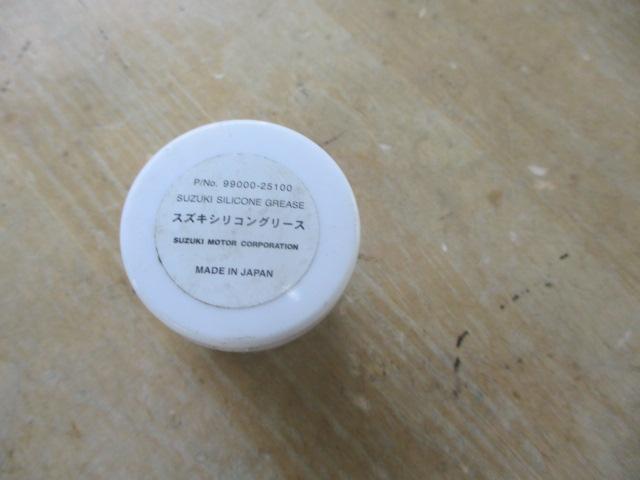 P/No. 99000-25100
SUZUKI SILICONE GREASE
スズキシリコングリース
SUZUKI MOTOR CORPORATION
MADE IN JAPAN